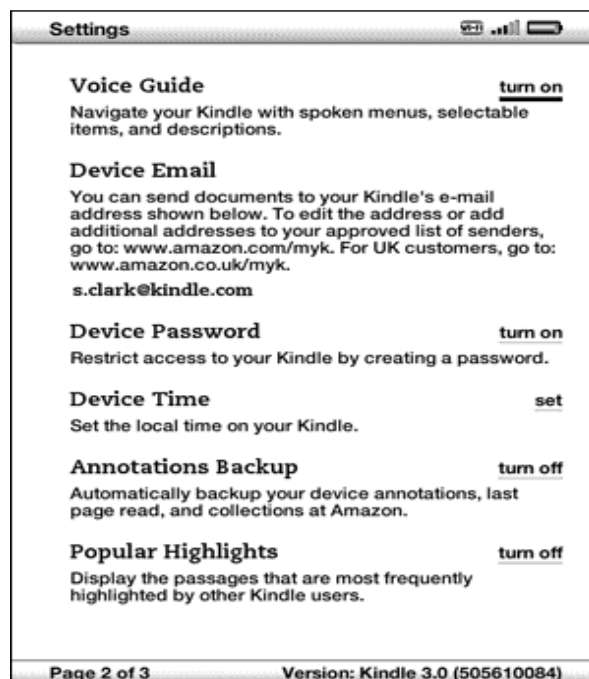 Settings
Wi-Fi
Voice Guide turn on
Navigate your Kindle with spoken menus, selectable
items, and descriptions.
Device Email
You can send documents to your Kindle's e-mail
address shown below. To edit the address or add
additional addresses to your approved list of senders,
go to: www.amazon.com/myk. For UK customers, go to:
www.amazon.co.uk/myk.
s.clark@kindle.com
Device Password turn on
Restrict access to your Kindle by creating a password.
Device Time set
Set the local time on your Kindle.
Annotations Backup turn off
Automatically backup your device annotations, last
page read, and collections at Amazon.
Popular Highlights turn off
Display the passages that are most frequently
highlighted by other Kindle users.
Page 2 of 3 Version: Kindle 3.0 (505610084)